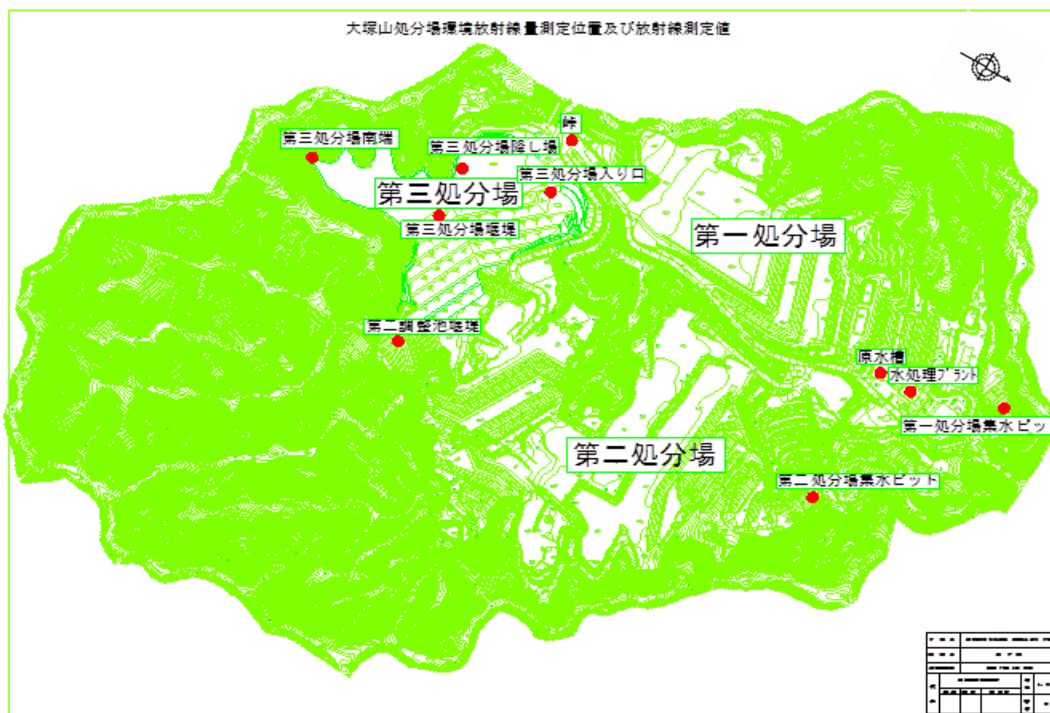 大塚山処分場環境放射線量測定位置及び放射線測定値
峠
第三処分場南端
第三処分場降し場
第三処分場入り口
第三処分場
第三処分場堰堤
第一処分場
第二調整池堰堤
原水槽
水処理プラント
第一処分場集水ピッ
第二処分場
第二処分場集水ピット